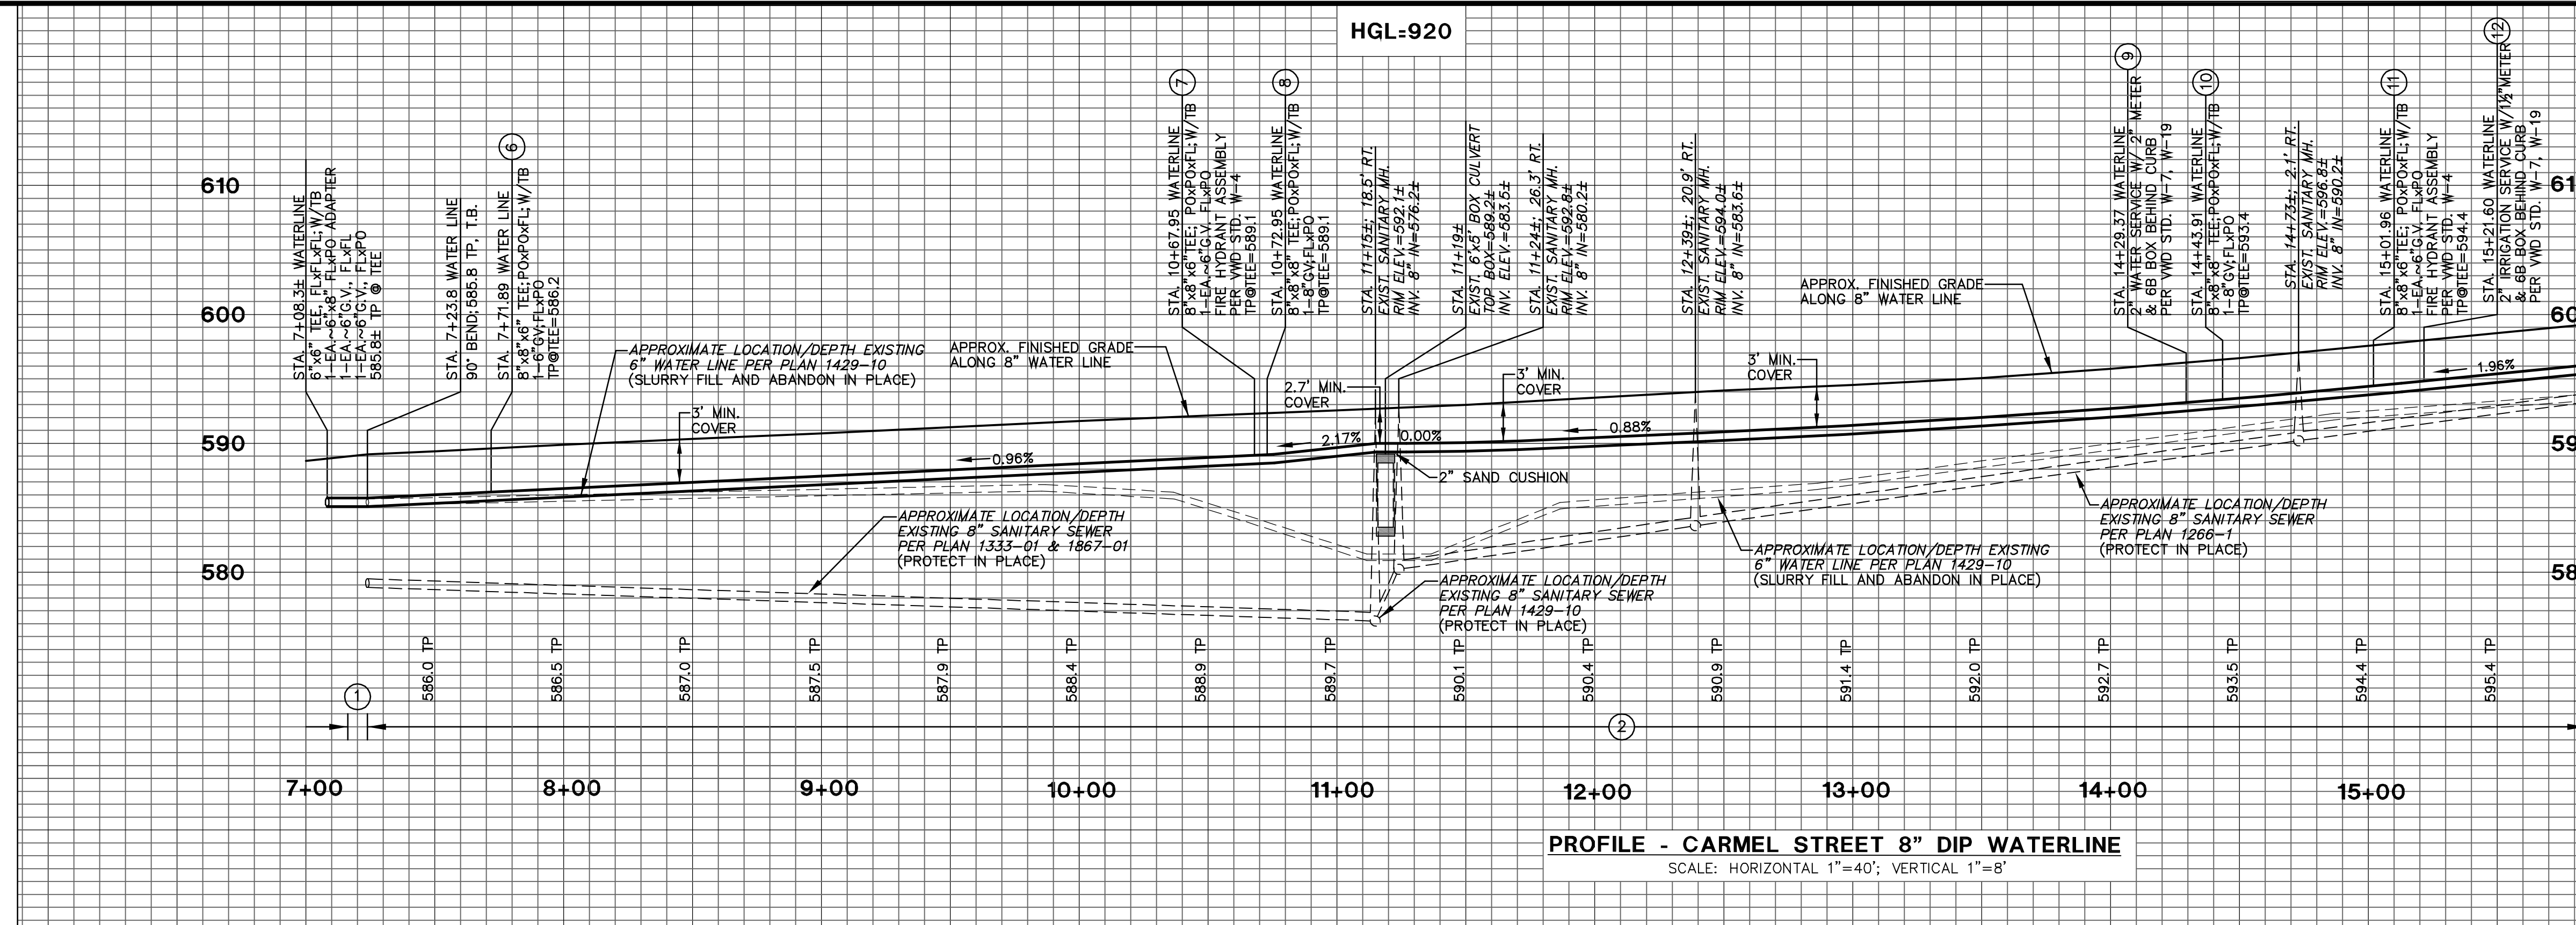 HGL=920
610
600
590
580
61
60
59
58
6
STA. 7+08.3± WATERLINE
6"x6" TEE, FLxFLxFL; W/TB
1-EA.~6"x8" FLxPO ADAPTER
1-EA.~6"G.V., FLxFL
1-EA.~6"G.V., FLxPO
585.8± TP @ TEE
STA. 7+23.8 WATER LINE
90° BEND; 585.8 TP, T.B.
STA. 7+71.89 WATER LINE
8"x8"x6" TEE; POxPOxFL; W/TB
1-6"GV; FLxPO
TP@TEE=586.2
7
STA. 10+67.95 WATERLINE
8"x8"x6"TEE; POxPOxFL; W/TB
1-EA.~6"G.V. FLxPO
FIRE HYDRANT ASSEMBLY
PER VWD STD. W-4
TP@TEE=589.1
8
STA. 10+72.95 WATERLINE
8"x8"x8" TEE; POxPOxFL; W/TB
1-8"GV; FLxPO
TP@TEE=589.1
STA. 11+15±; 18.5' RT.
EXIST. SANITARY MH.
RIM ELEV.=592.1±
INV. 8" IN=576.2±
STA. 11+19±
EXIST. 6'x5' BOX CULVERT
TOP BOX=589.2±
INV. ELEV.=583.5±
STA. 11+24±; 26.3' RT.
EXIST. SANITARY MH.
RIM ELEV.=592.8±
INV. 8" IN=580.2±
STA. 12+39±; 20.9' RT.
EXIST. SANITARY MH.
RIM ELEV.=594.0±
INV. 8" IN=583.6±
9
STA. 14+29.37 WATERLINE
2" WATER SERVICE W/ 2" METER
& 6B BOX BEHIND CURB
PER VWD STD. W-7, W-19
10
STA. 14+43.91 WATERLINE
8"x8"x8" TEE; POxPOxFL; W/TB
1-8"GV; FLxPO
TP@TEE=593.4
STA. 14+73±; 2.1' RT.
EXIST. SANITARY MH.
RIM ELEV.=596.8±
INV. 8" IN=590.2±
11
STA. 15+01.96 WATERLINE
8"x8"x6"TEE; POxPOxFL; W/TB
1-EA.~6"G.V. FLxPO
FIRE HYDRANT ASSEMBLY
PER VWD STD. W-4
TP@TEE=594.4
12
STA. 15+21.60 WATERLINE
2" IRRIGATION SERVICE W/1½"METER
& 6B BOX BEHIND CURB
PER VWD STD. W-7, W-19
APPROXIMATE LOCATION/DEPTH EXISTING
6" WATER LINE PER PLAN 1429-10
(SLURRY FILL AND ABANDON IN PLACE)
APPROX. FINISHED GRADE
ALONG 8" WATER LINE
3' MIN.
COVER
2.7' MIN.
COVER
3' MIN.
COVER
3' MIN.
COVER
APPROX. FINISHED GRADE
ALONG 8" WATER LINE
0.96%
2.17%
0.00%
0.88%
1.96%
2" SAND CUSHION
APPROXIMATE LOCATION/DEPTH
EXISTING 8" SANITARY SEWER
PER PLAN 1333-01 & 1867-01
(PROTECT IN PLACE)
APPROXIMATE LOCATION/DEPTH
EXISTING 8" SANITARY SEWER
PER PLAN 1429-10
(PROTECT IN PLACE)
APPROXIMATE LOCATION/DEPTH EXISTING
6" WATER LINE PER PLAN 1429-10
(SLURRY FILL AND ABANDON IN PLACE)
APPROXIMATE LOCATION/DEPTH
EXISTING 8" SANITARY SEWER
PER PLAN 1266-1
(PROTECT IN PLACE)
586.0 TP
586.5 TP
587.0 TP
587.5 TP
587.9 TP
588.4 TP
588.9 TP
589.7 TP
590.1 TP
590.4 TP
590.9 TP
591.4 TP
592.0 TP
592.7 TP
593.5 TP
594.4 TP
595.4 TP
1
2
7+00
8+00
9+00
10+00
11+00
12+00
13+00
14+00
15+00
PROFILE - CARMEL STREET 8" DIP WATERLINE
SCALE: HORIZONTAL 1"=40'; VERTICAL 1"=8'